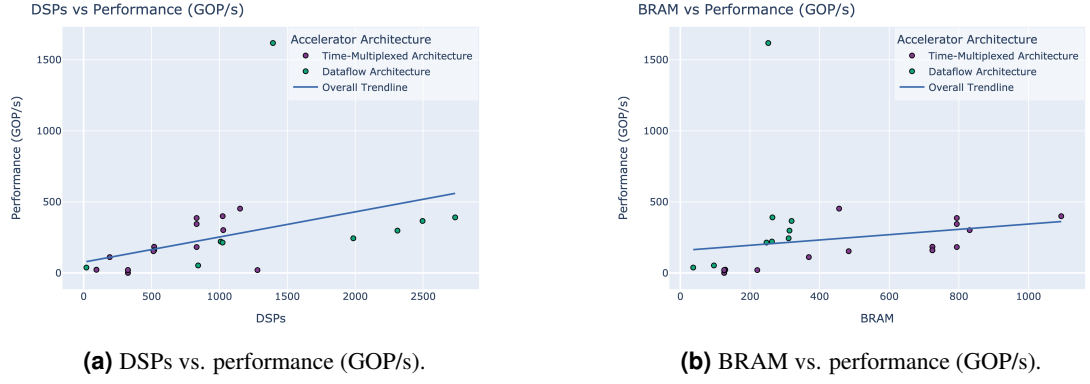 DSPs vs Performance (GOP/s)
Performance (GOP/s)
1500
1000
500
0
0
500
1000
1500
2000
2500
DSPs
Accelerator Architecture
Time-Multiplexed Architecture
Dataflow Architecture
Overall Trendline
(a) DSPs vs. performance (GOP/s).
BRAM vs Performance (GOP/s)
Performance (GOP/s)
1500
1000
500
0
0
200
400
600
800
1000
BRAM
Accelerator Architecture
Time-Multiplexed Architecture
Dataflow Architecture
Overall Trendline
(b) BRAM vs. performance (GOP/s).